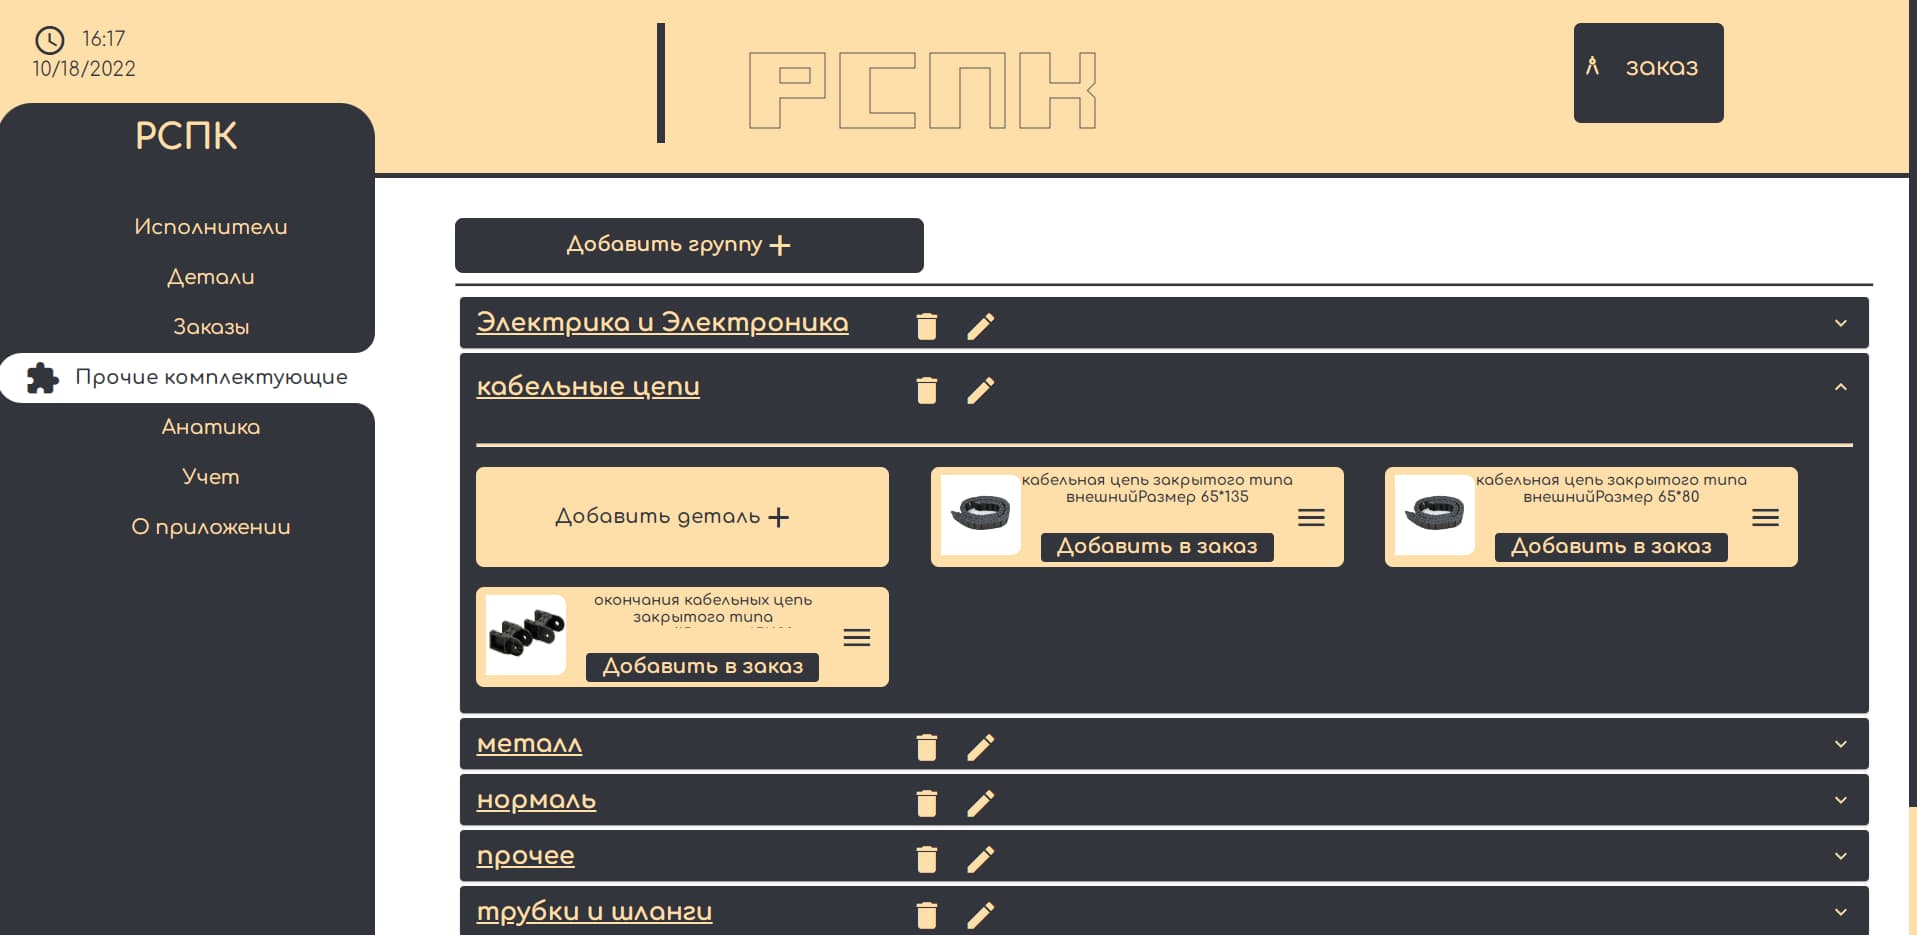 16:17
10/18/2022
РСПК
заказ
РСПК
Исполнители
Детали
Заказы
Прочие комплектующие
Анатика
Учет
О приложении
Добавить группу
Электрика и Электроника
кабельные цепи
Добавить деталь
кабельная цепь закрытого типа
внешнийРазмер 65*135
Добавить в заказ
кабельная цепь закрытого типа
внешнийРазмер 65*80
Добавить в заказ
окончания кабельных цепь
закрытого типа
Добавить в заказ
металл
нормаль
прочее
трубки и шланги